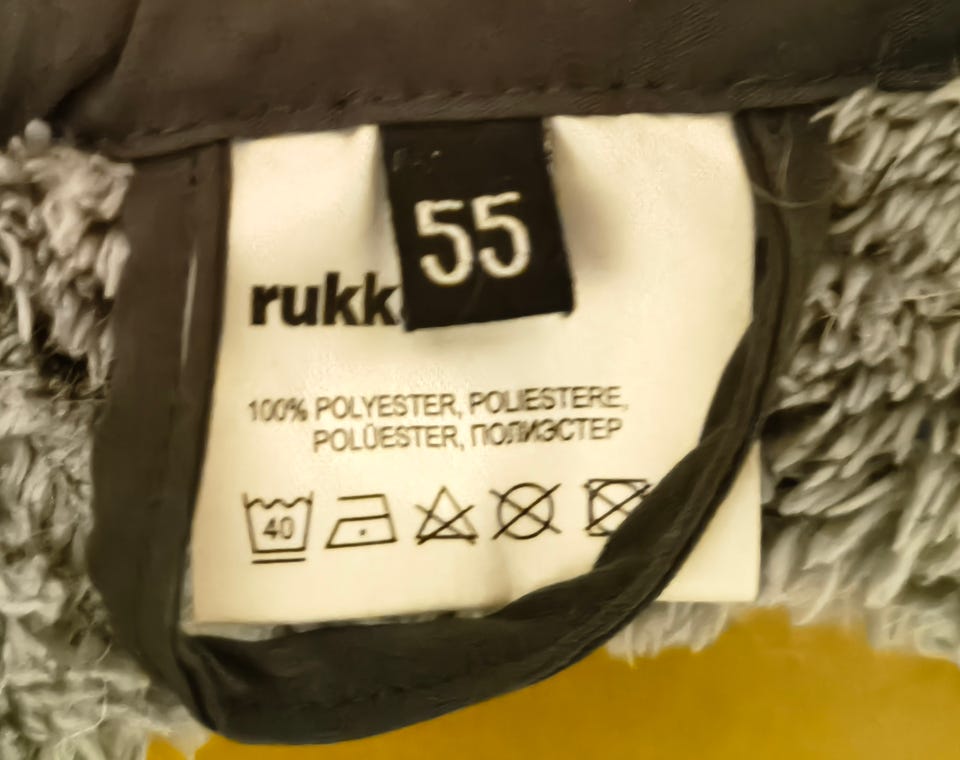 55
rukk
100% POLYESTER, POLIESTERE,
POLÜESTER, ПОЛИЭСТЕР
40